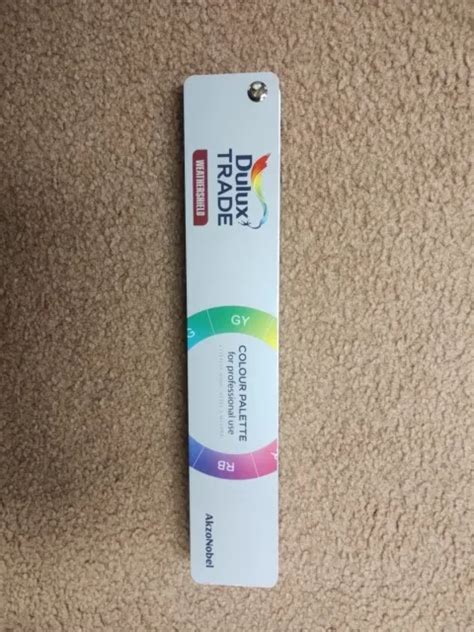 Dulux
TRADE
WEATHERSHIELD
GY
COLOUR PALETTE
for professional use
RB
AkzoNobel